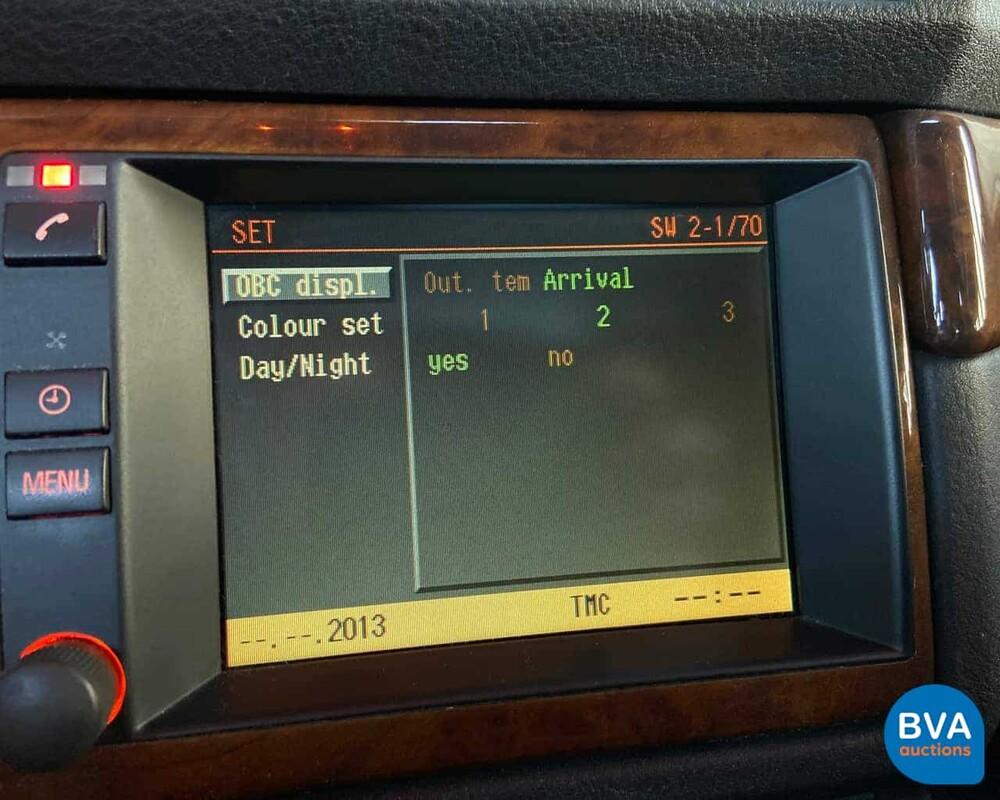 SET SW 2-1/70
OBC displ. Out. tem Arrival
Colour set 1 2 3
Day/Night yes no
MENU
--.--.2013 TMC --:--
BVA
auctions